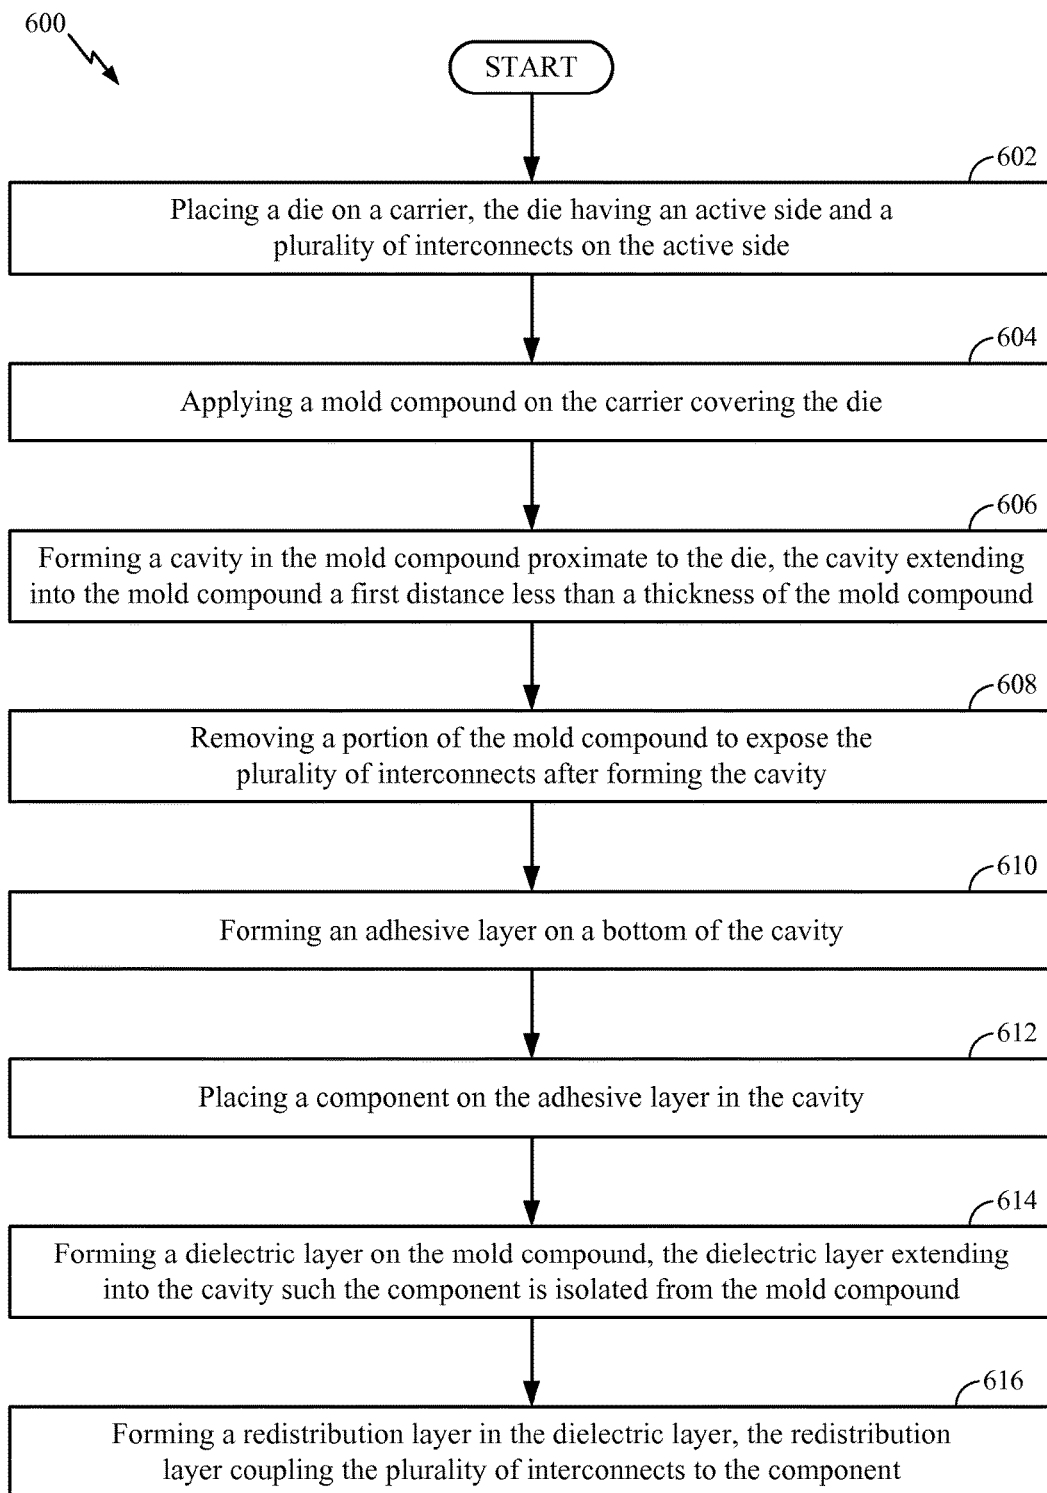 600
START
602
Placing a die on a carrier, the die having an active side and a
plurality of interconnects on the active side
604
Applying a mold compound on the carrier covering the die
606
Forming a cavity in the mold compound proximate to the die, the cavity extending
into the mold compound a first distance less than a thickness of the mold compound
608
Removing a portion of the mold compound to expose the
plurality of interconnects after forming the cavity
610
Forming an adhesive layer on a bottom of the cavity
612
Placing a component on the adhesive layer in the cavity
614
Forming a dielectric layer on the mold compound, the dielectric layer extending
into the cavity such the component is isolated from the mold compound
616
Forming a redistribution layer in the dielectric layer, the redistribution
layer coupling the plurality of interconnects to the component